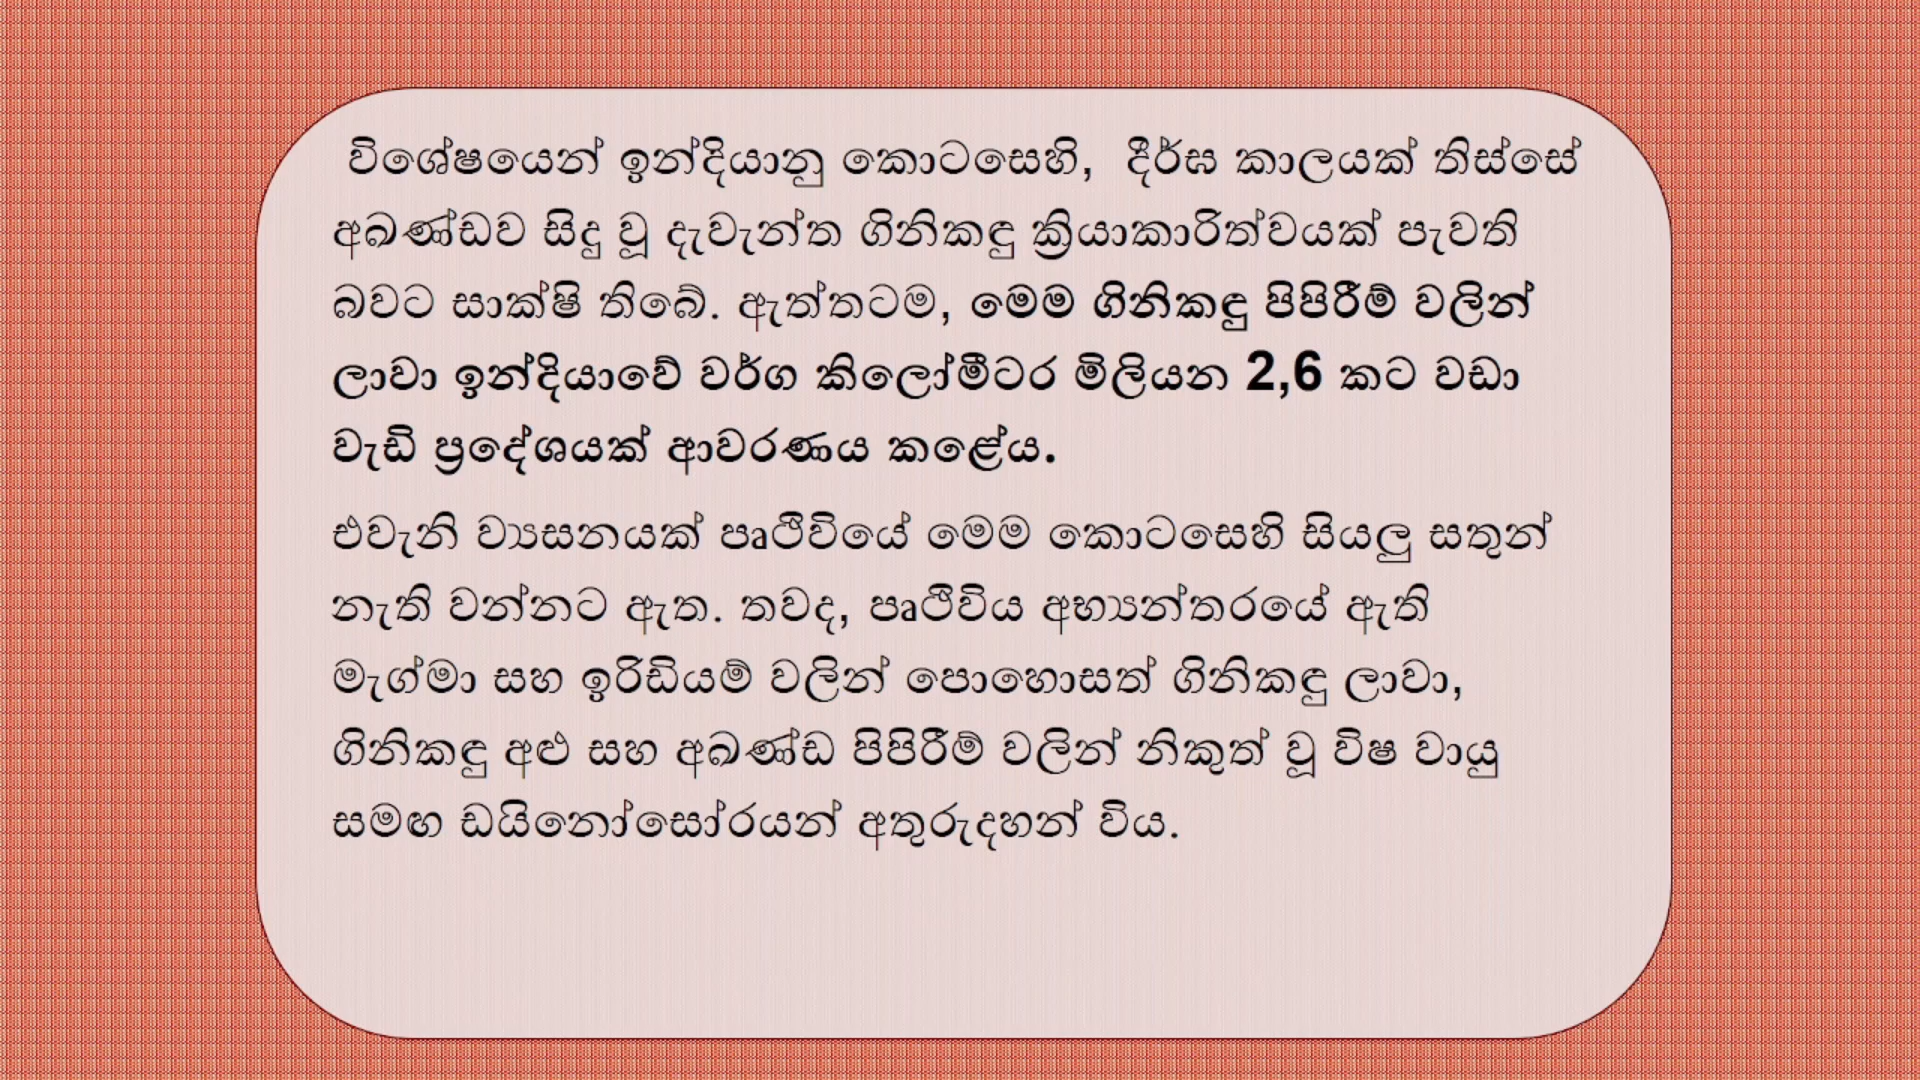 විශේෂයෙන් ඉන්දියානු කොටසෙහි,  දීර්ඝ කාලයක් තිස්සේ
අඛණ්ඩව සිදු වූ දැවැන්ත ගිනිකඳු ක්‍රියාකාරිත්වයක් පැවති
බවට සාක්ෂි තිබේ. ඇත්තටම, මෙම ගිනිකඳු පිපිරීම් වලින්
ලාවා ඉන්දියාවේ වර්ග කිලෝමීටර මිලියන 2,6 කට වඩා
වැඩි ප්‍රදේශයක් ආවරණය කළේය.
එවැනි ව්‍යසනයක් පෘථිවියේ මෙම කොටසෙහි සියලු සතුන්
නැති වන්නට ඇත. තවද, පෘථිවිය අභ්‍යන්තරයේ ඇති
මැග්මා සහ ඉරිඩියම් වලින් පොහොසත් ගිනිකඳු ලාවා,
ගිනිකඳු අළු සහ අඛණ්ඩ පිපිරීම් වලින් නිකුත් වූ විෂ වායු
සමඟ ඩයිනෝසෝරයන් අතුරුදහන් විය.